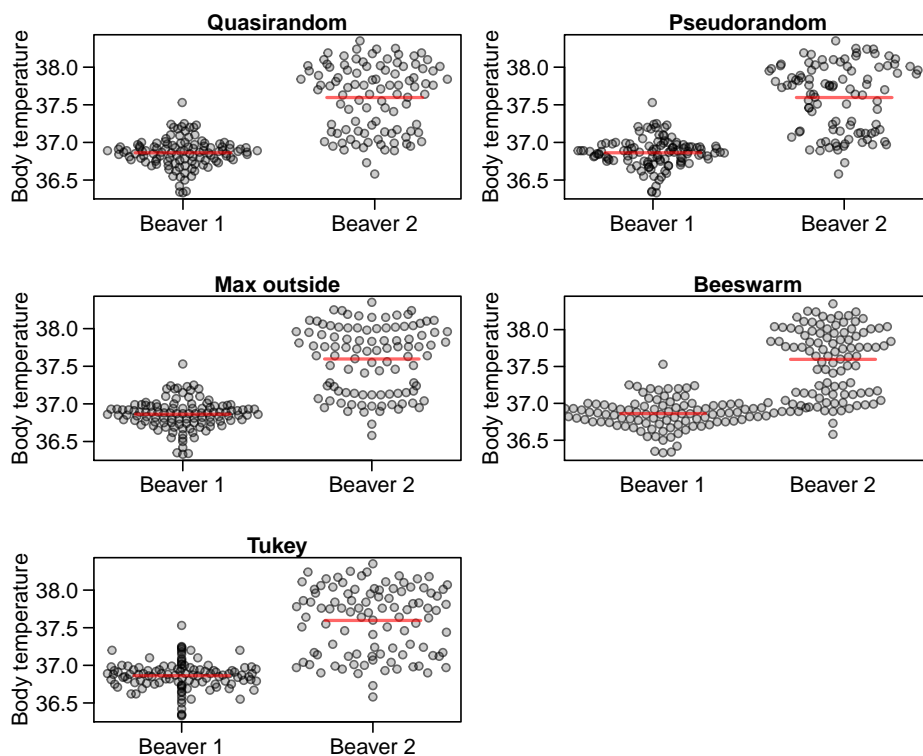 Quasirandom
Body temperature
38.0
37.5
37.0
36.5
Beaver 1 Beaver 2
Pseudorandom
Body temperature
38.0
37.5
37.0
36.5
Beaver 1 Beaver 2
Max outside
Body temperature
38.0
37.5
37.0
36.5
Beaver 1 Beaver 2
Beeswarm
Body temperature
38.0
37.5
37.0
36.5
Beaver 1 Beaver 2
Tukey
Body temperature
38.0
37.5
37.0
36.5
Beaver 1 Beaver 2